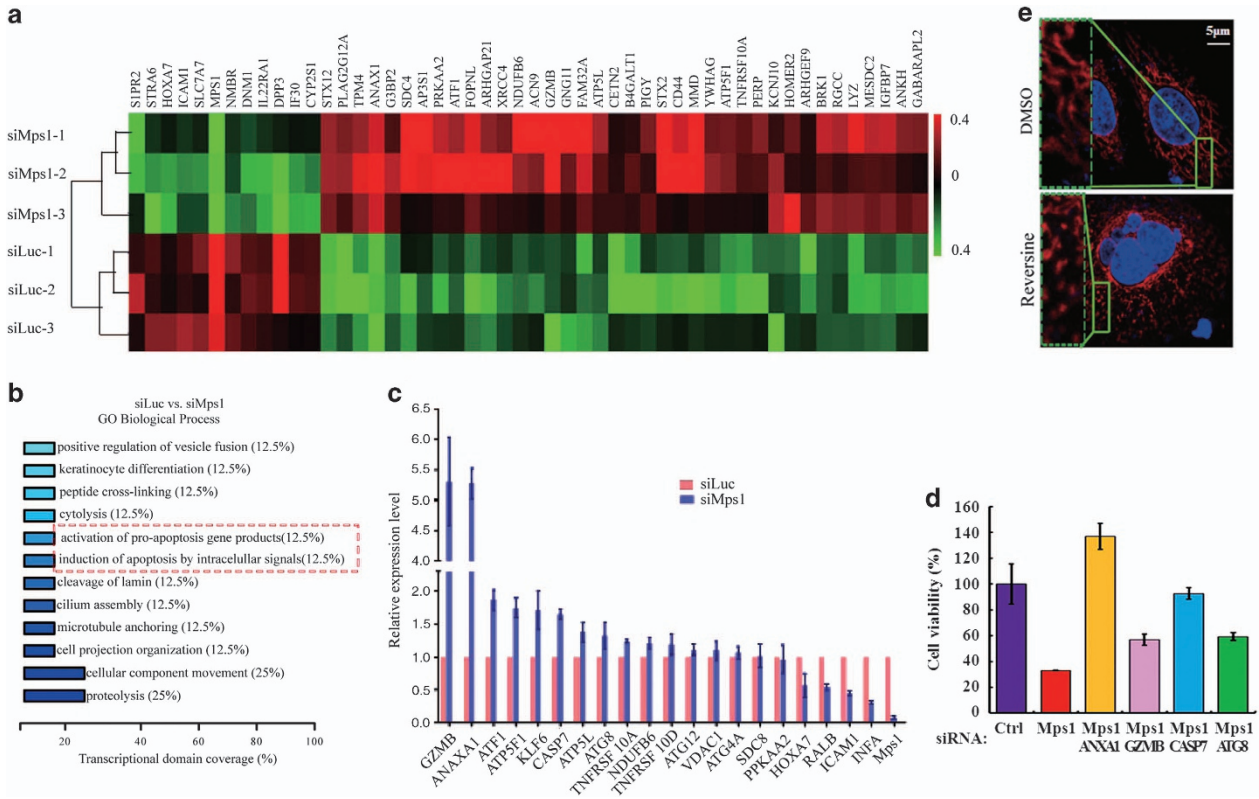 a
S1PR2
STRA6
HOXA7
ICAM1
SLC7A7
MPS1
NMBR
DNM1
IL22RA1
DPP3
IF30
CYP2S1
STX12
PLAG2G12A
TPM4
ANAX1
G3BP2
SDC4
AP3S1
PRKAA2
ATF1
FOPNL
ARHGAP21
XRCC4
NDUFB6
ACN9
GZMB
GNG11
FAM32A
ATP5L
CETN2
B4GALT1
PIGY
STX2
CD44
MMD
YWHAG
ATP5F1
TNFRSF10A
PERP
KCNJ10
HOMER2
ARHGEF9
BRK1
RGCC
LYZ
MESDC2
IGFBP7
ANKH
GABARAPL2
siMps1-1
siMps1-2
siMps1-3
siLuc-1
siLuc-2
siLuc-3
0.4
0
0.4
e
5μm
DMSO
Reversine
b
siLuc vs. siMps1
GO Biological Process
positive regulation of vesicle fusion (12.5%)
keratinocyte differentiation (12.5%)
peptide cross-linking (12.5%)
cytolysis (12.5%)
activation of pro-apoptosis gene products(12.5%)
induction of apoptosis by intracellular signals(12.5%)
cleavage of lamin (12.5%)
cilium assembly (12.5%)
microtubule anchoring (12.5%)
cell projection organization (12.5%)
cellular component movement (25%)
proteolysis (25%)
20 40 60 80 100
Transcriptional domain coverage (%)
c
Relative expression level
6.5
6.0
5.5
5.0
4.5
4.0
2.0
1.5
1.0
0.5
0.0
siLuc
siMps1
GZMB
ANAXA1
ATF1
ATP5F1
KLF6
CASP7
ATP5L
ATG8
TNFRSF 10A
NDUFB6
TNFRSF 10D
ATG12
VDAC1
ATG4A
SDC8
PPKAA2
HOXA7
RALB
ICAM1
INFA
Mps1
d
Cell viability (%)
160
140
120
100
80
60
40
20
0
siRNA:
Ctrl Mps1 Mps1 Mps1 Mps1 Mps1
ANXA1 GZMB CASP7 ATG8